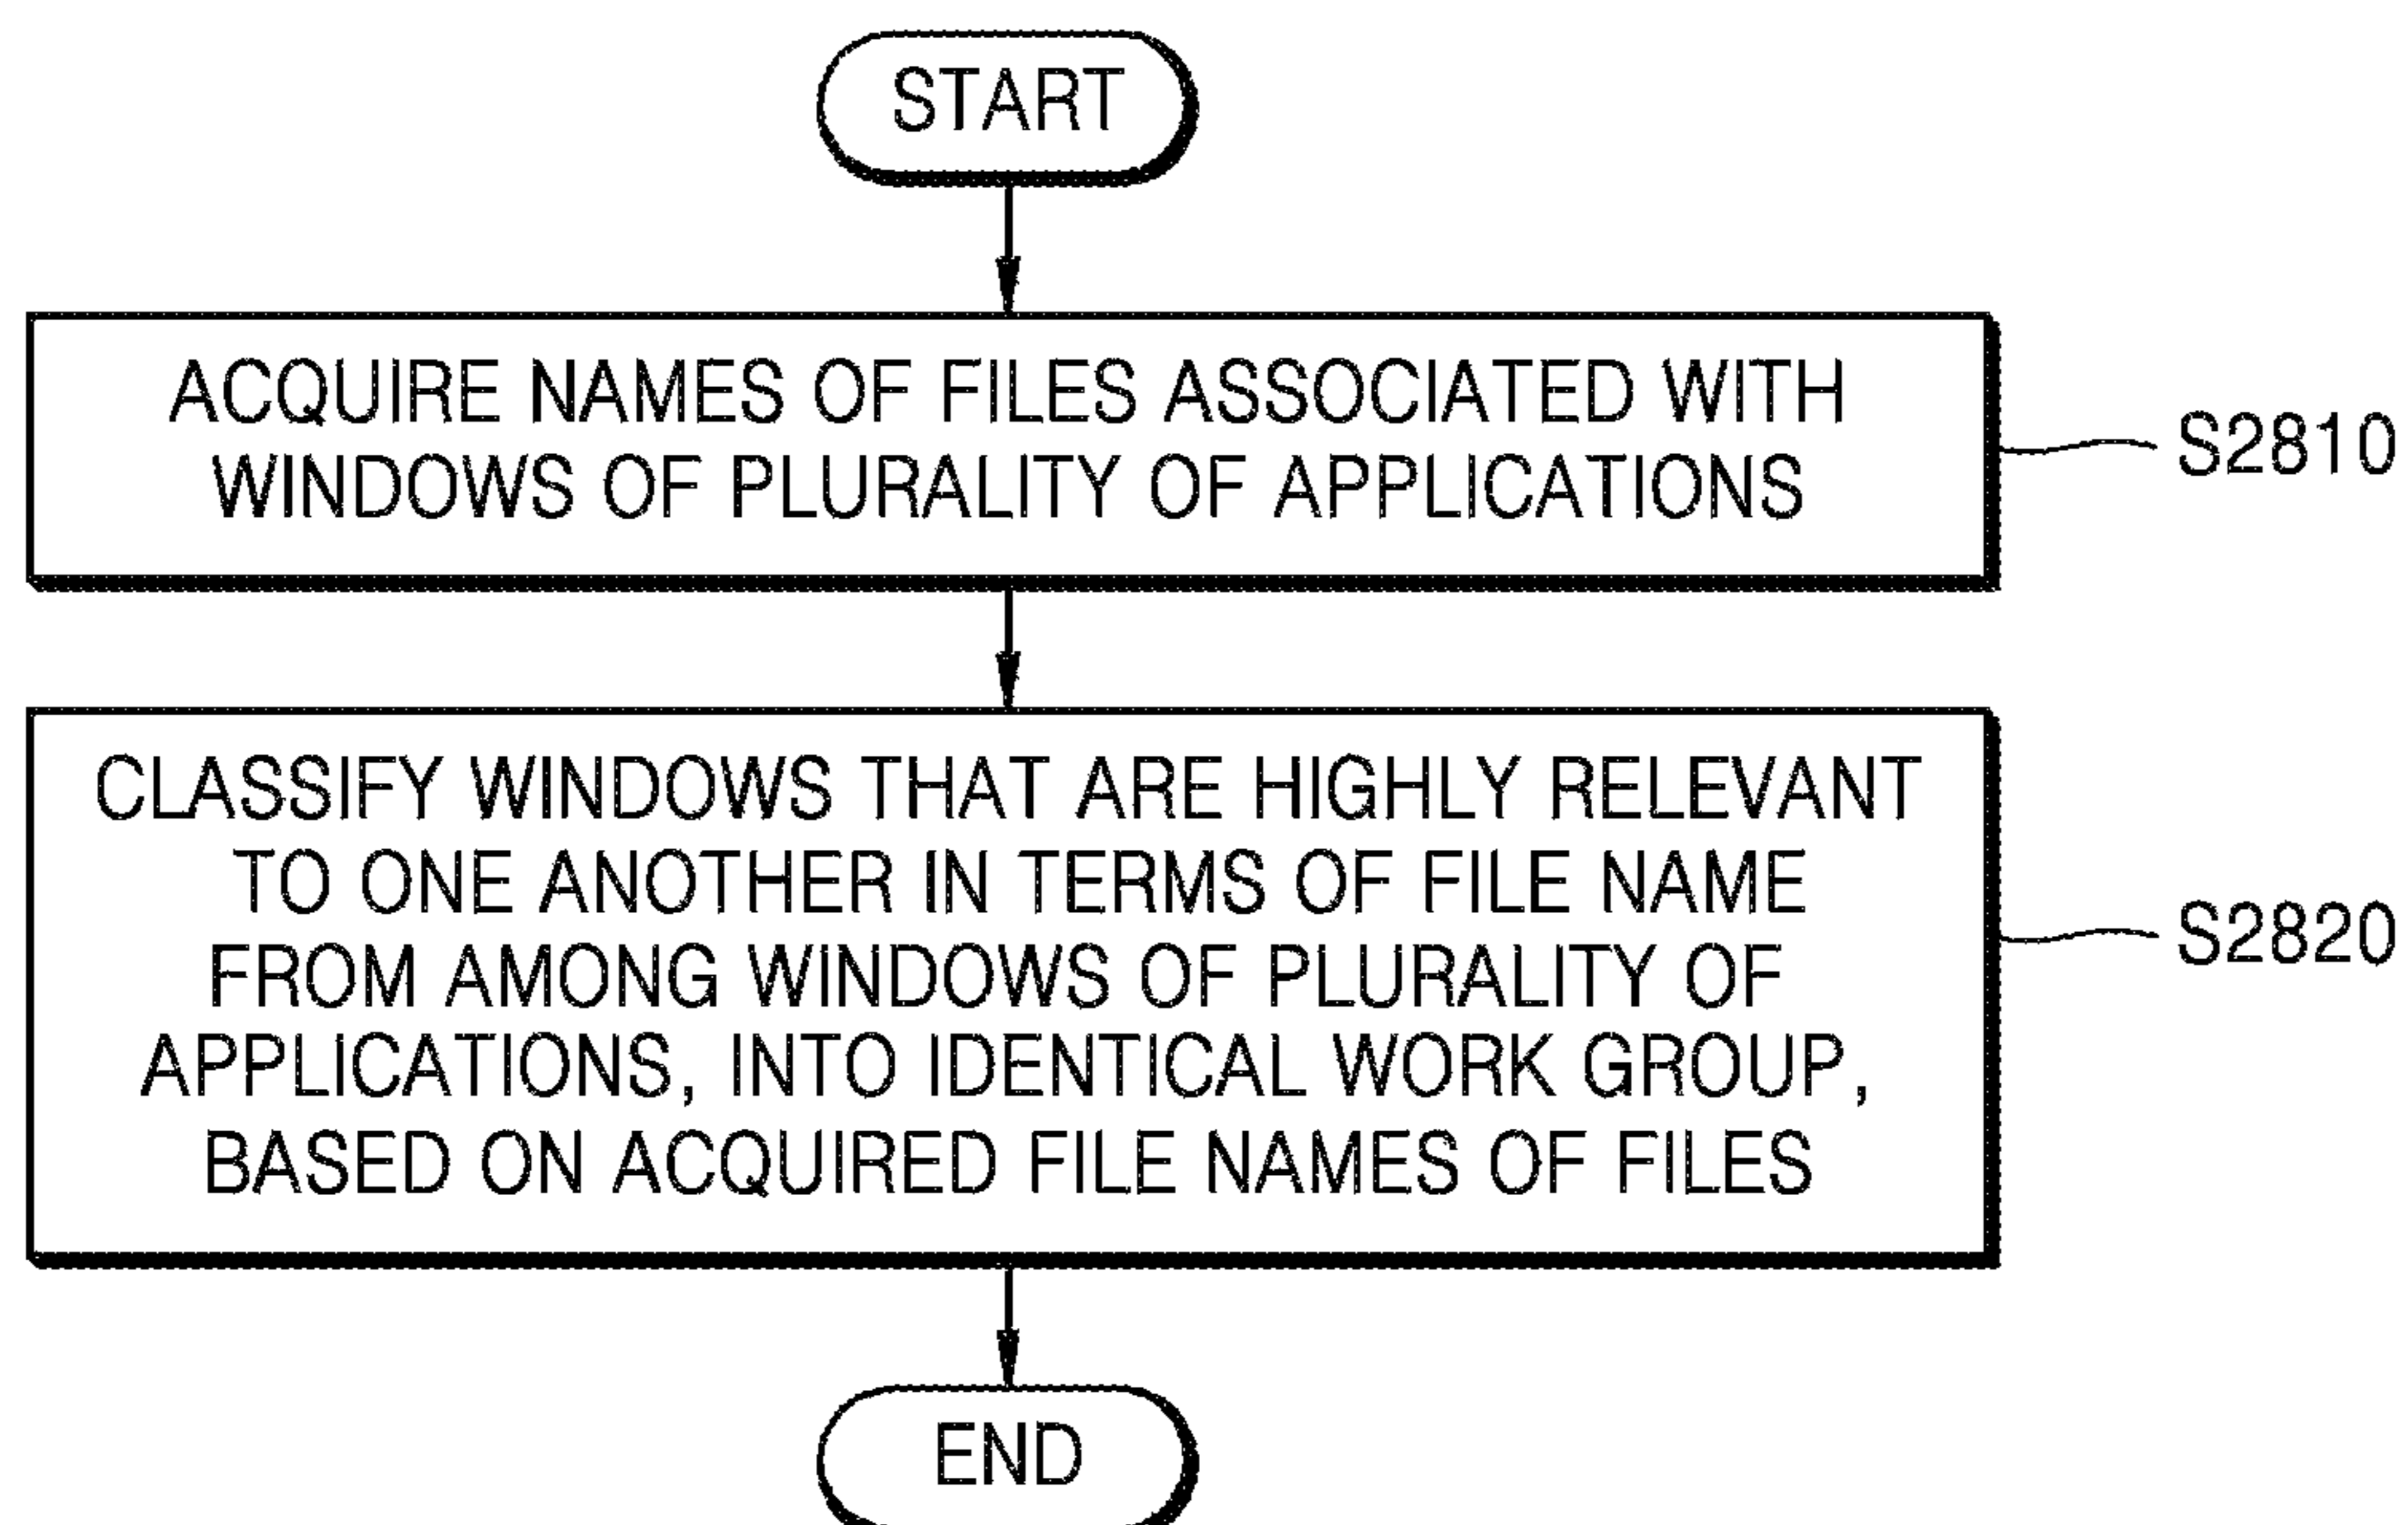 START
ACQUIRE NAMES OF FILES ASSOCIATED WITH
WINDOWS OF PLURALITY OF APPLICATIONS
S2810
CLASSIFY WINDOWS THAT ARE HIGHLY RELEVANT
TO ONE ANOTHER IN TERMS OF FILE NAME
FROM AMONG WINDOWS OF PLURALITY OF
APPLICATIONS, INTO IDENTICAL WORK GROUP,
BASED ON ACQUIRED FILE NAMES OF FILES
S2820
END